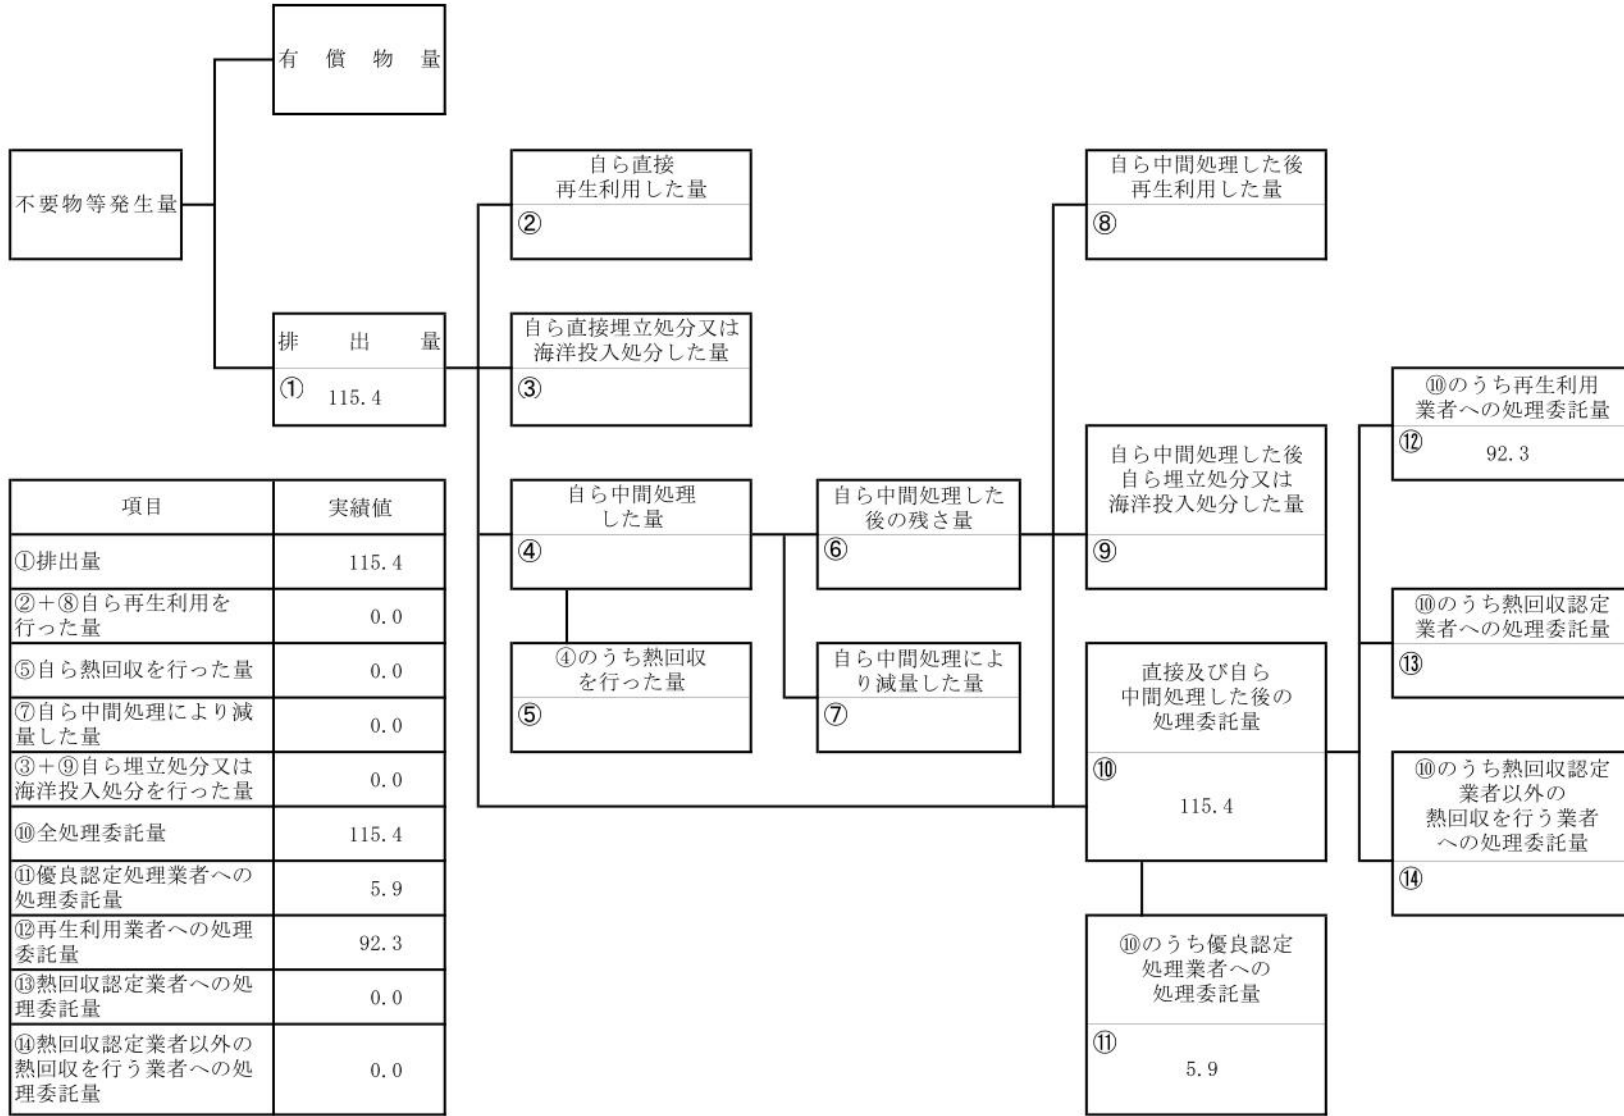 有償物量
不要物等発生量
排出量
①
115.4
自ら直接
再生利用した量
②
自ら直接埋立処分又は
海洋投入処分した量
③
自ら中間処理
した量
④
④のうち熱回収
を行った量
⑤
自ら中間処理した
後の残さ量
⑥
自ら中間処理によ
り減量した量
⑦
自ら中間処理した後
再生利用した量
⑧
自ら中間処理した後
自ら埋立処分又は
海洋投入処分した量
⑨
直接及び自ら
中間処理した後の
処理委託量
⑩
115.4
⑩のうち優良認定
処理業者への
処理委託量
⑪
5.9
⑩のうち再生利用
業者への処理委託量
⑫
92.3
⑩のうち熱回収認定
業者への処理委託量
⑬
⑩のうち熱回収認定
業者以外の
熱回収を行う業者
への処理委託量
⑭
項目 実績値
①排出量 115.4
②+⑧自ら再生利用を
行った量 0.0
⑤自ら熱回収を行った量 0.0
⑦自ら中間処理により減
量した量 0.0
③+⑨自ら埋立処分又は
海洋投入処分を行った量 0.0
⑩全処理委託量 115.4
⑪優良認定処理業者への
処理委託量 5.9
⑫再生利用業者への処理
委託量 92.3
⑬熱回収認定業者への処
理委託量 0.0
⑭熱回収認定業者以外の
熱回収を行う業者への処
理委託量 0.0